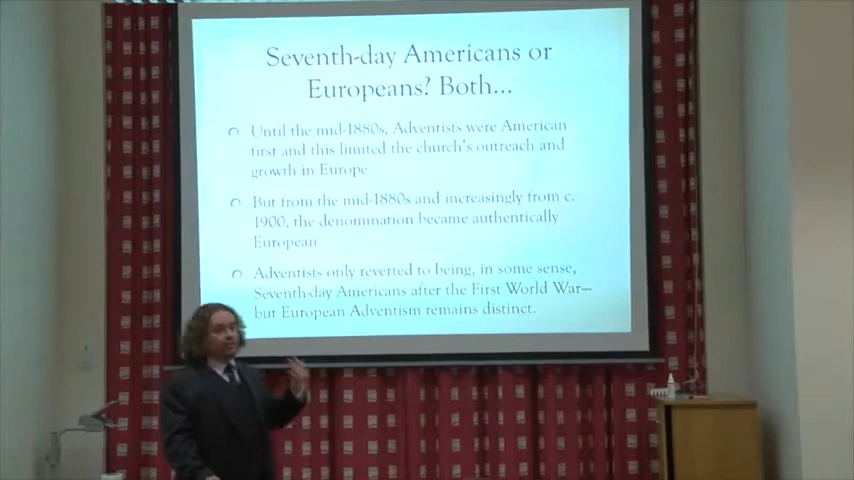 Seventh-day Americans or
Europeans? Both...
Until the mid-1880s, Adventists were American
first and this limited the church's outreach and
growth in Europe
But from the mid-1880s and increasingly from c.
1900, the denomination became authentically
European
Adventists only reverted to being, in some sense,
Seventh-day Americans after the First World War—
but European Adventism remains distinct.